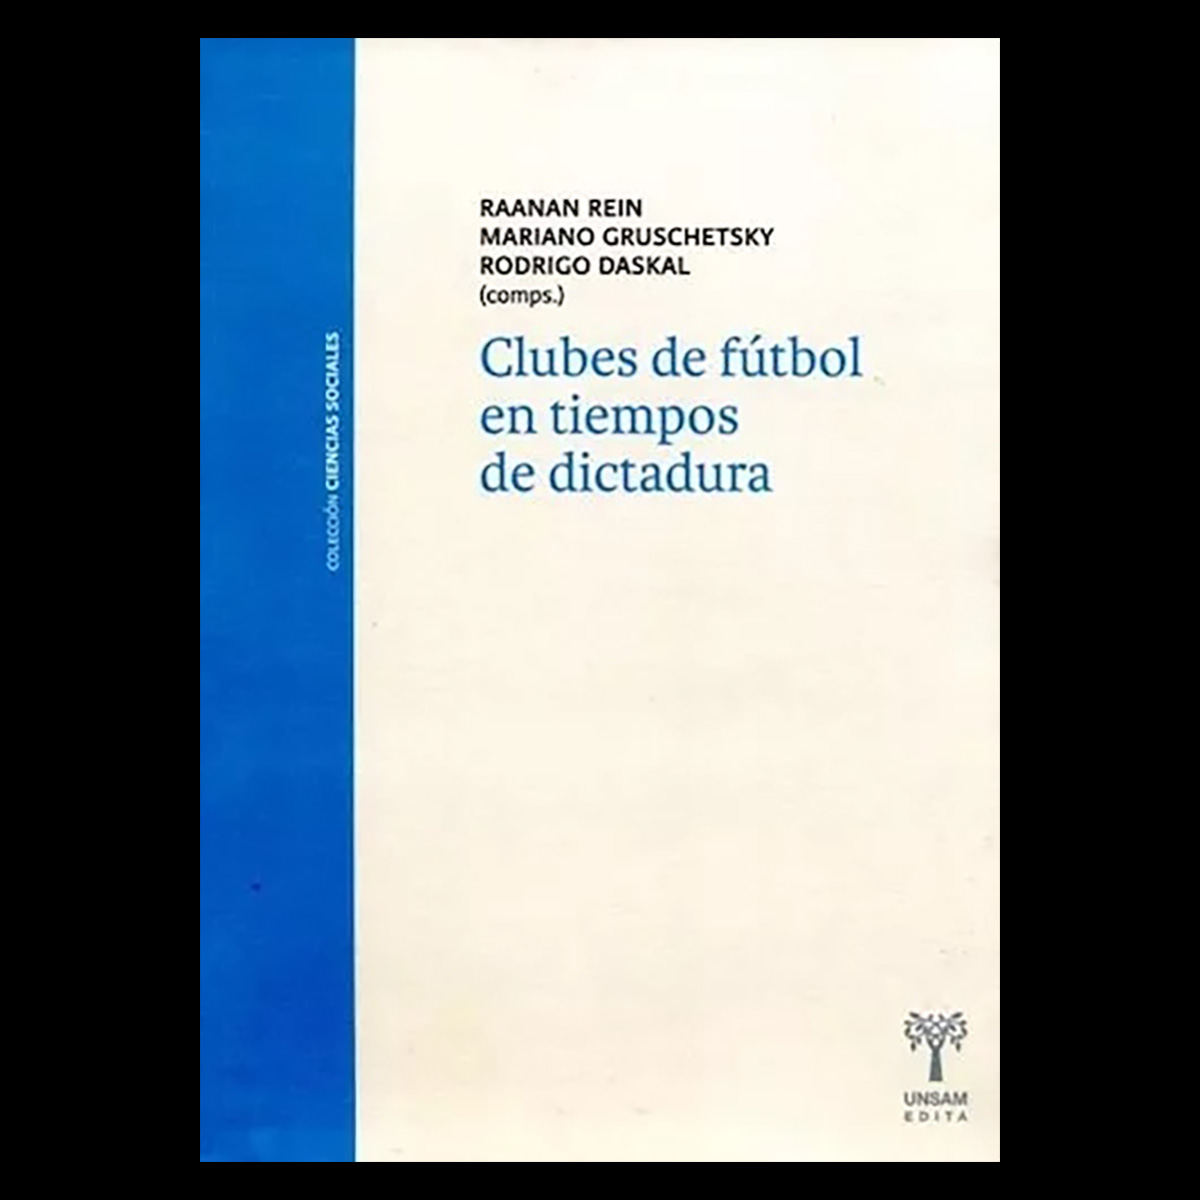 RAANAN REIN
MARIANO GRUSCHETSKY
RODRIGO DASKAL
(comps.)
Clubes de fútbol
en tiempos
de dictadura
COLECCIÓN CIENCIAS SOCIALES
UNSAM
EDITA